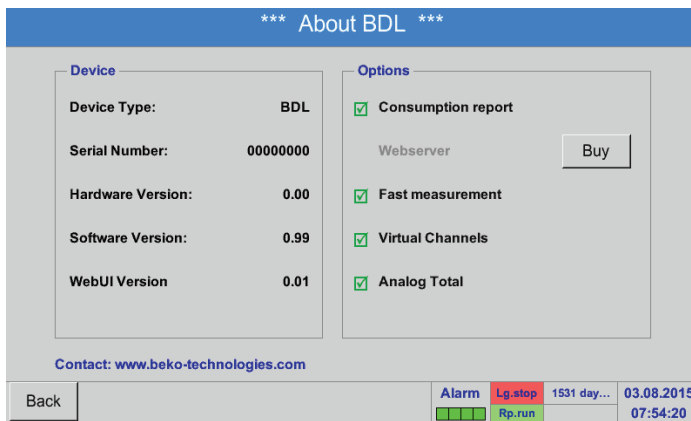 *** About BDL ***
Device
Device Type: BDL
Serial Number: 00000000
Hardware Version: 0.00
Software Version: 0.99
WebUI Version 0.01
Options
Consumption report
Webserver Buy
Fast measurement
Virtual Channels
Analog Total
Contact: www.beko-technologies.com
Back
Alarm Lg.stop 1531 day... 03.08.2015
Rp.run 07:54:20